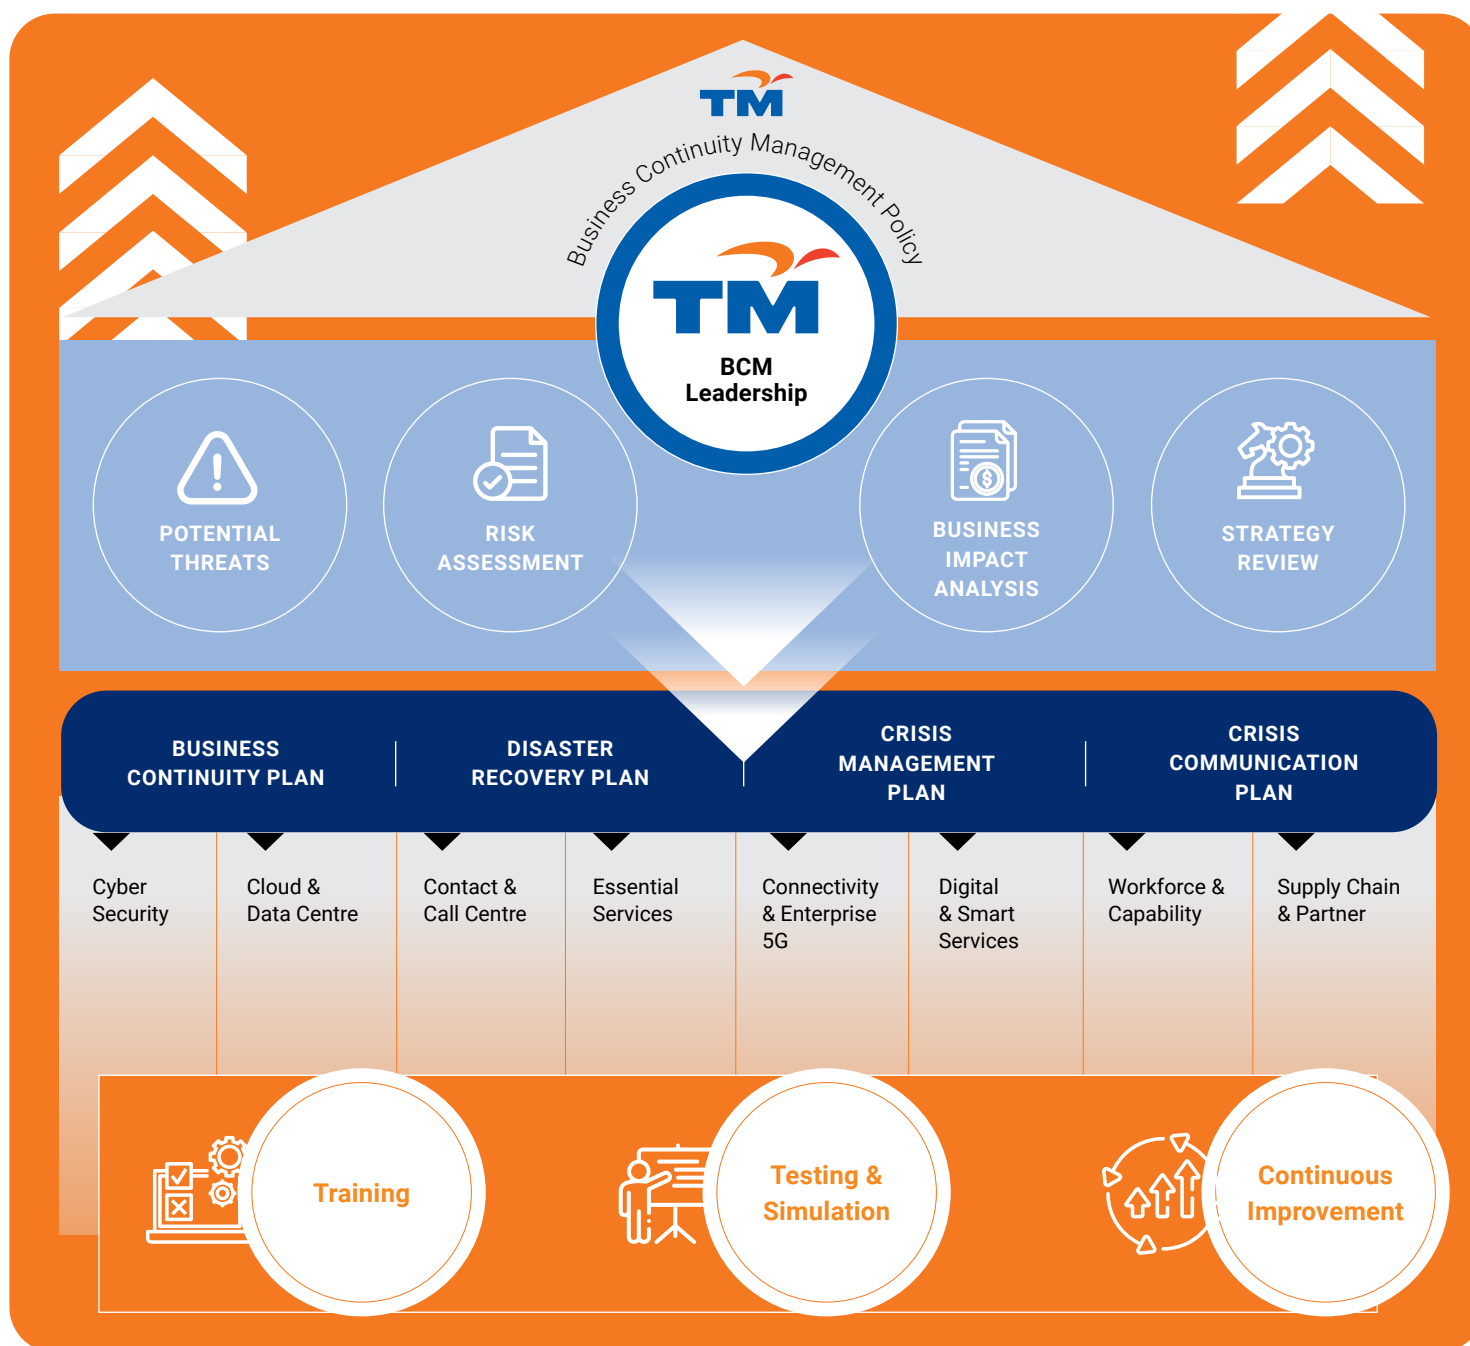 TM
Business Continuity Management Policy
TM
BCM
Leadership
POTENTIAL
THREATS
RISK
ASSESSMENT
BUSINESS
IMPACT
ANALYSIS
STRATEGY
REVIEW
BUSINESS
CONTINUITY PLAN
DISASTER
RECOVERY PLAN
CRISIS
MANAGEMENT
PLAN
CRISIS
COMMUNICATION
PLAN
Cyber
Security
Cloud &
Data Centre
Contact &
Call Centre
Essential
Services
Connectivity
& Enterprise
5G
Digital
& Smart
Services
Workforce &
Capability
Supply Chain
& Partner
Training
Testing &
Simulation
Continuous
Improvement